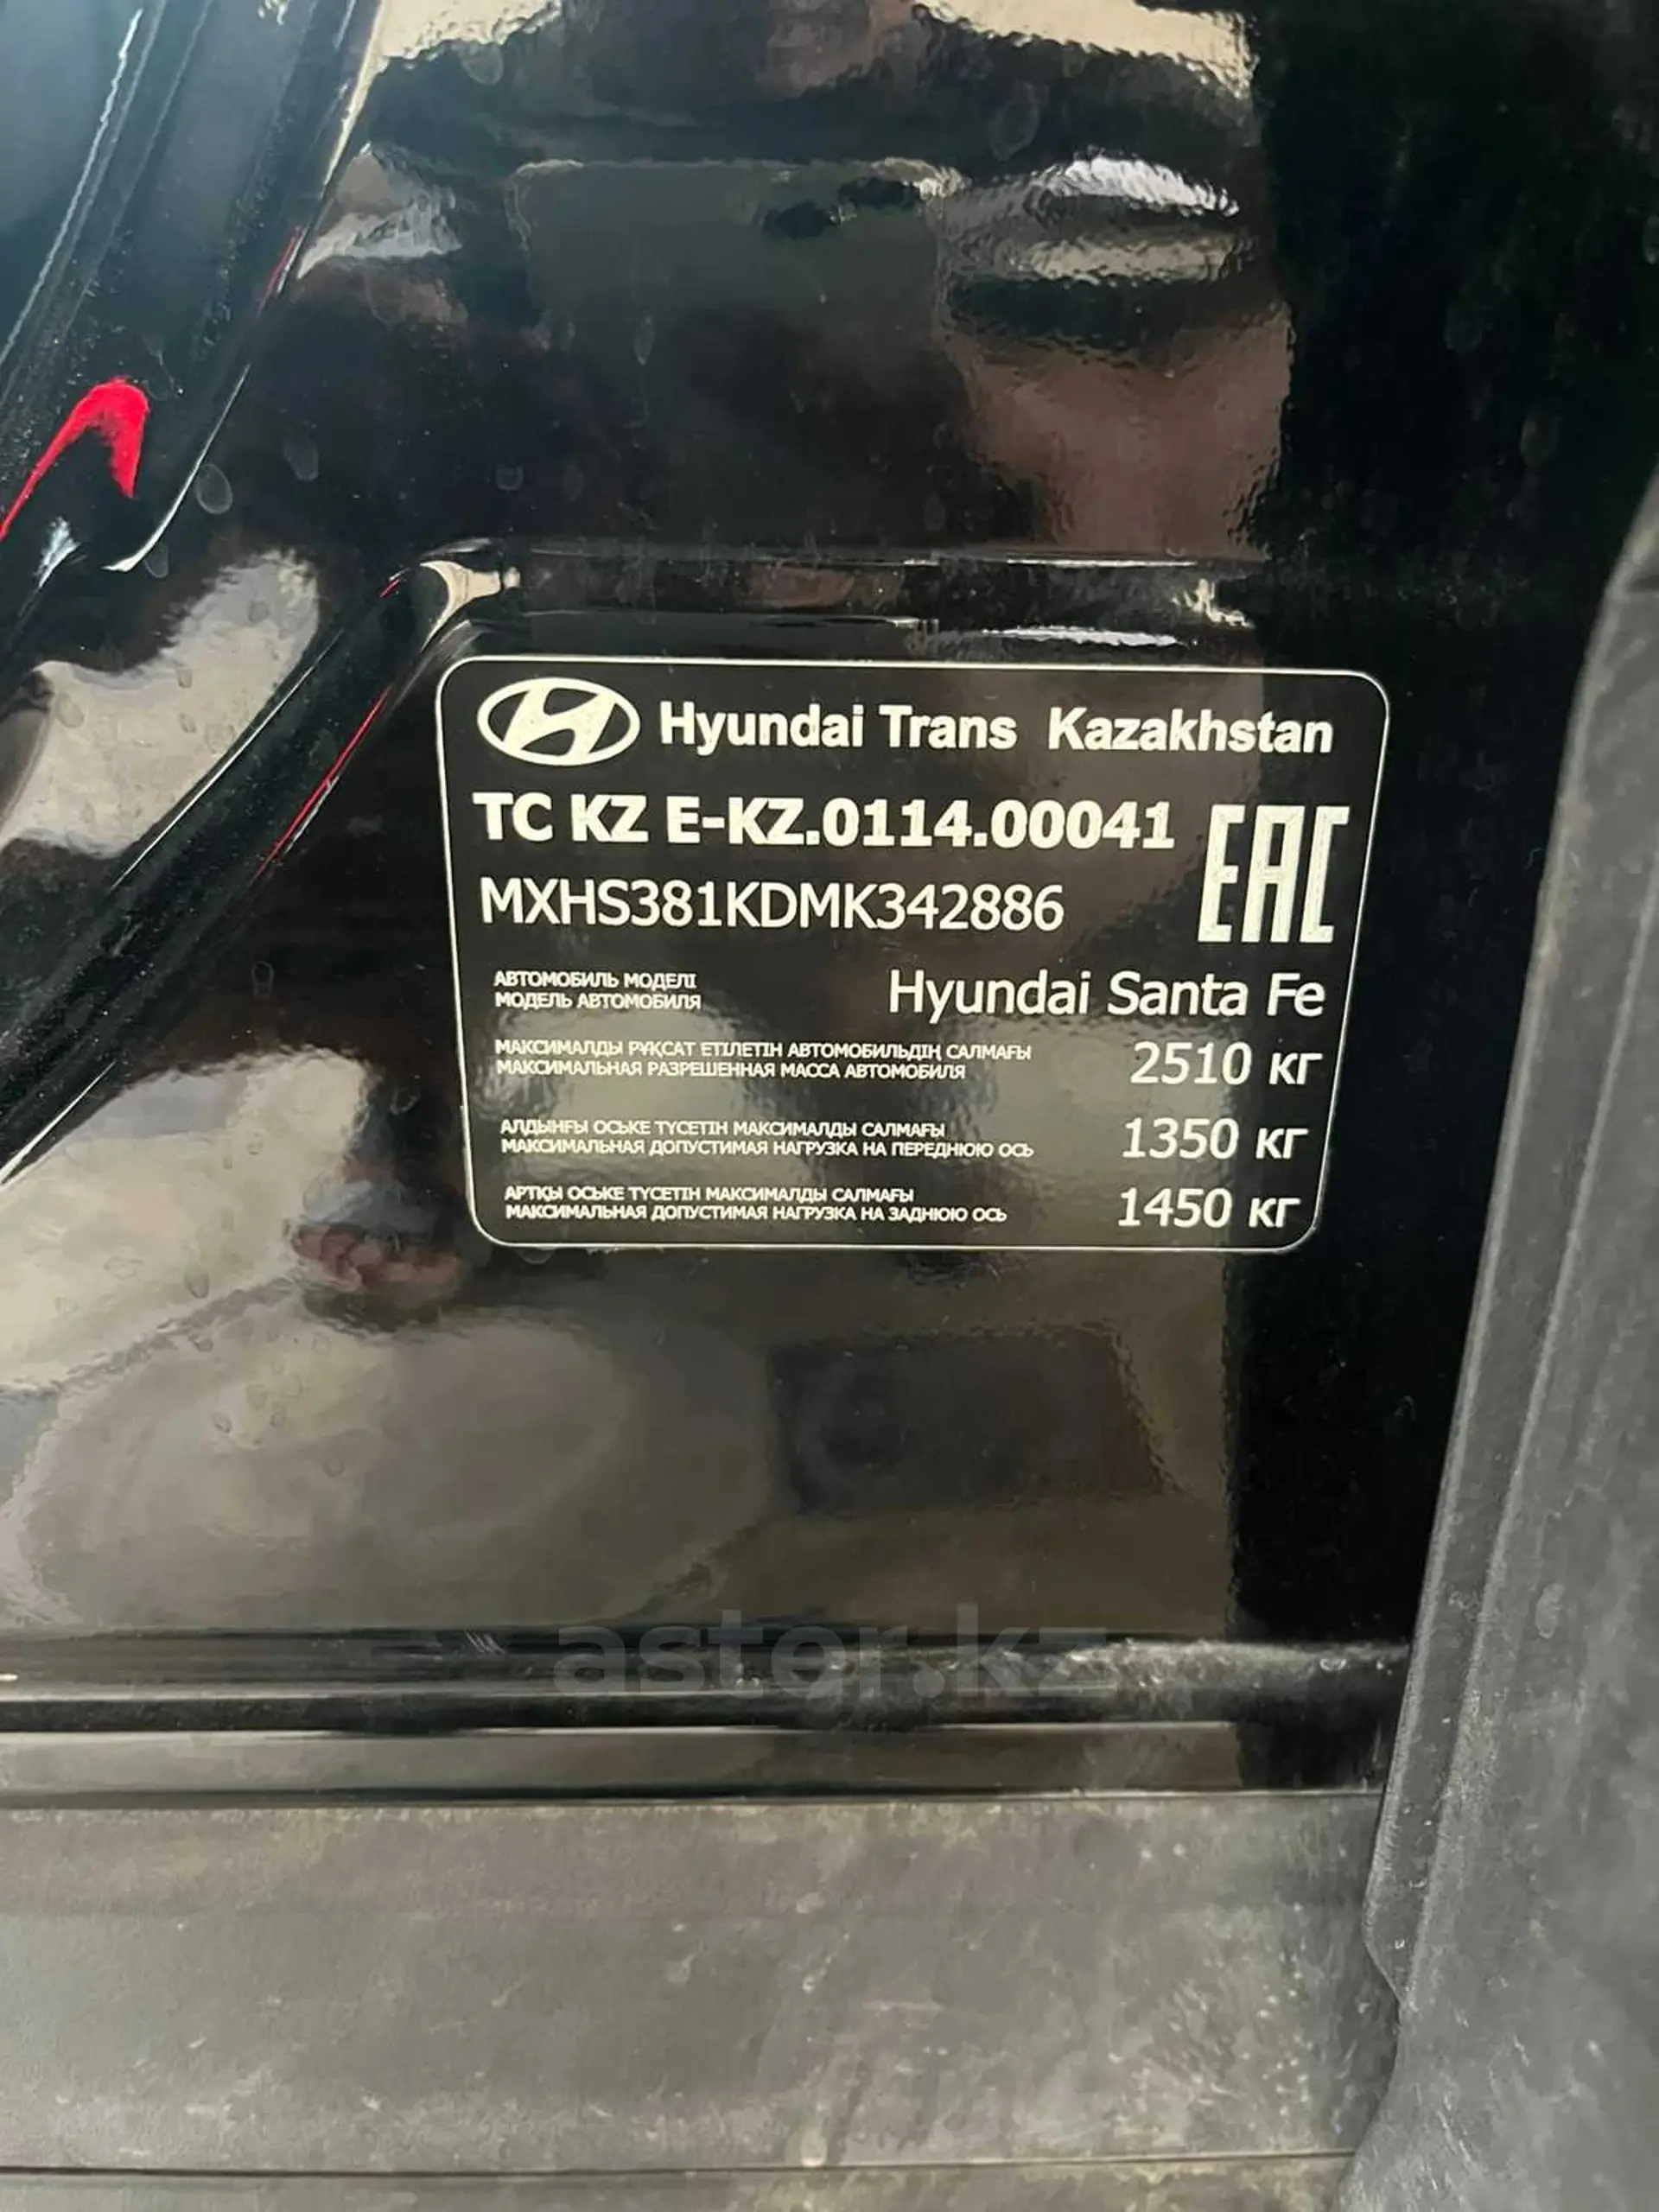 Hyundai Trans Kazakhstan
TC KZ E-KZ.0114.00041
EAC
MXHS381KDMK342886
АВТОМОБИЛЬ МОДЕЛІ
МОДЕЛЬ АВТОМОБИЛЯ
Hyundai Santa Fe
МАКСИМАЛДЫ РҰҚСАТ ЕТІЛЕТІН АВТОМОБИЛЬДІҢ САЛМАҒЫ
МАКСИМАЛЬНАЯ РАЗРЕШЕННАЯ МАССА АВТОМОБИЛЯ
2510 кг
АЛДЫҢҒЫ ОСЬКЕ ТҮСЕТІН МАКСИМАЛДЫ САЛМАҒЫ
МАКСИМАЛЬНАЯ ДОПУСТИМАЯ НАГРУЗКА НА ПЕРЕДНЮЮ ОСЬ
1350 кг
АРТҚЫ ОСЬКЕ ТҮСЕТІН МАКСИМАЛДЫ САЛМАҒЫ
МАКСИМАЛЬНАЯ ДОПУСТИМАЯ НАГРУЗКА НА ЗАДНЮЮ ОСЬ
1450 кг
aster.kz